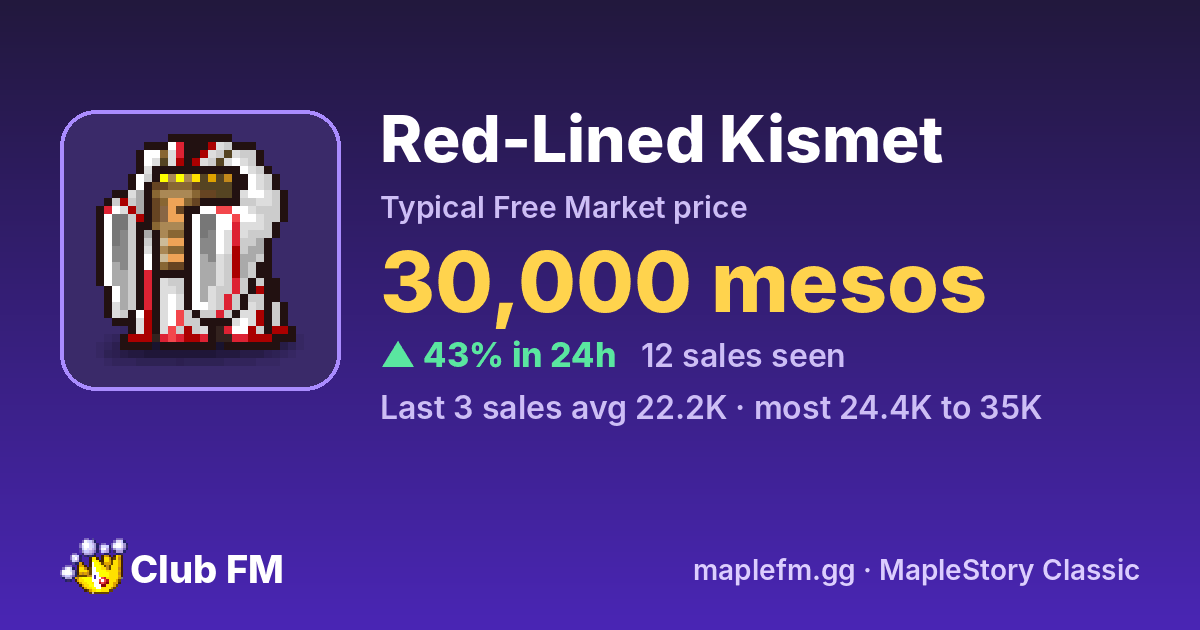 Red-Lined Kismet
Typical Free Market price
30,000 mesos
▲ 43% in 24h 12 sales seen
Last 3 sales avg 22.2K · most 24.4K to 35K
Club FM
maplefm.gg · MapleStory Classic